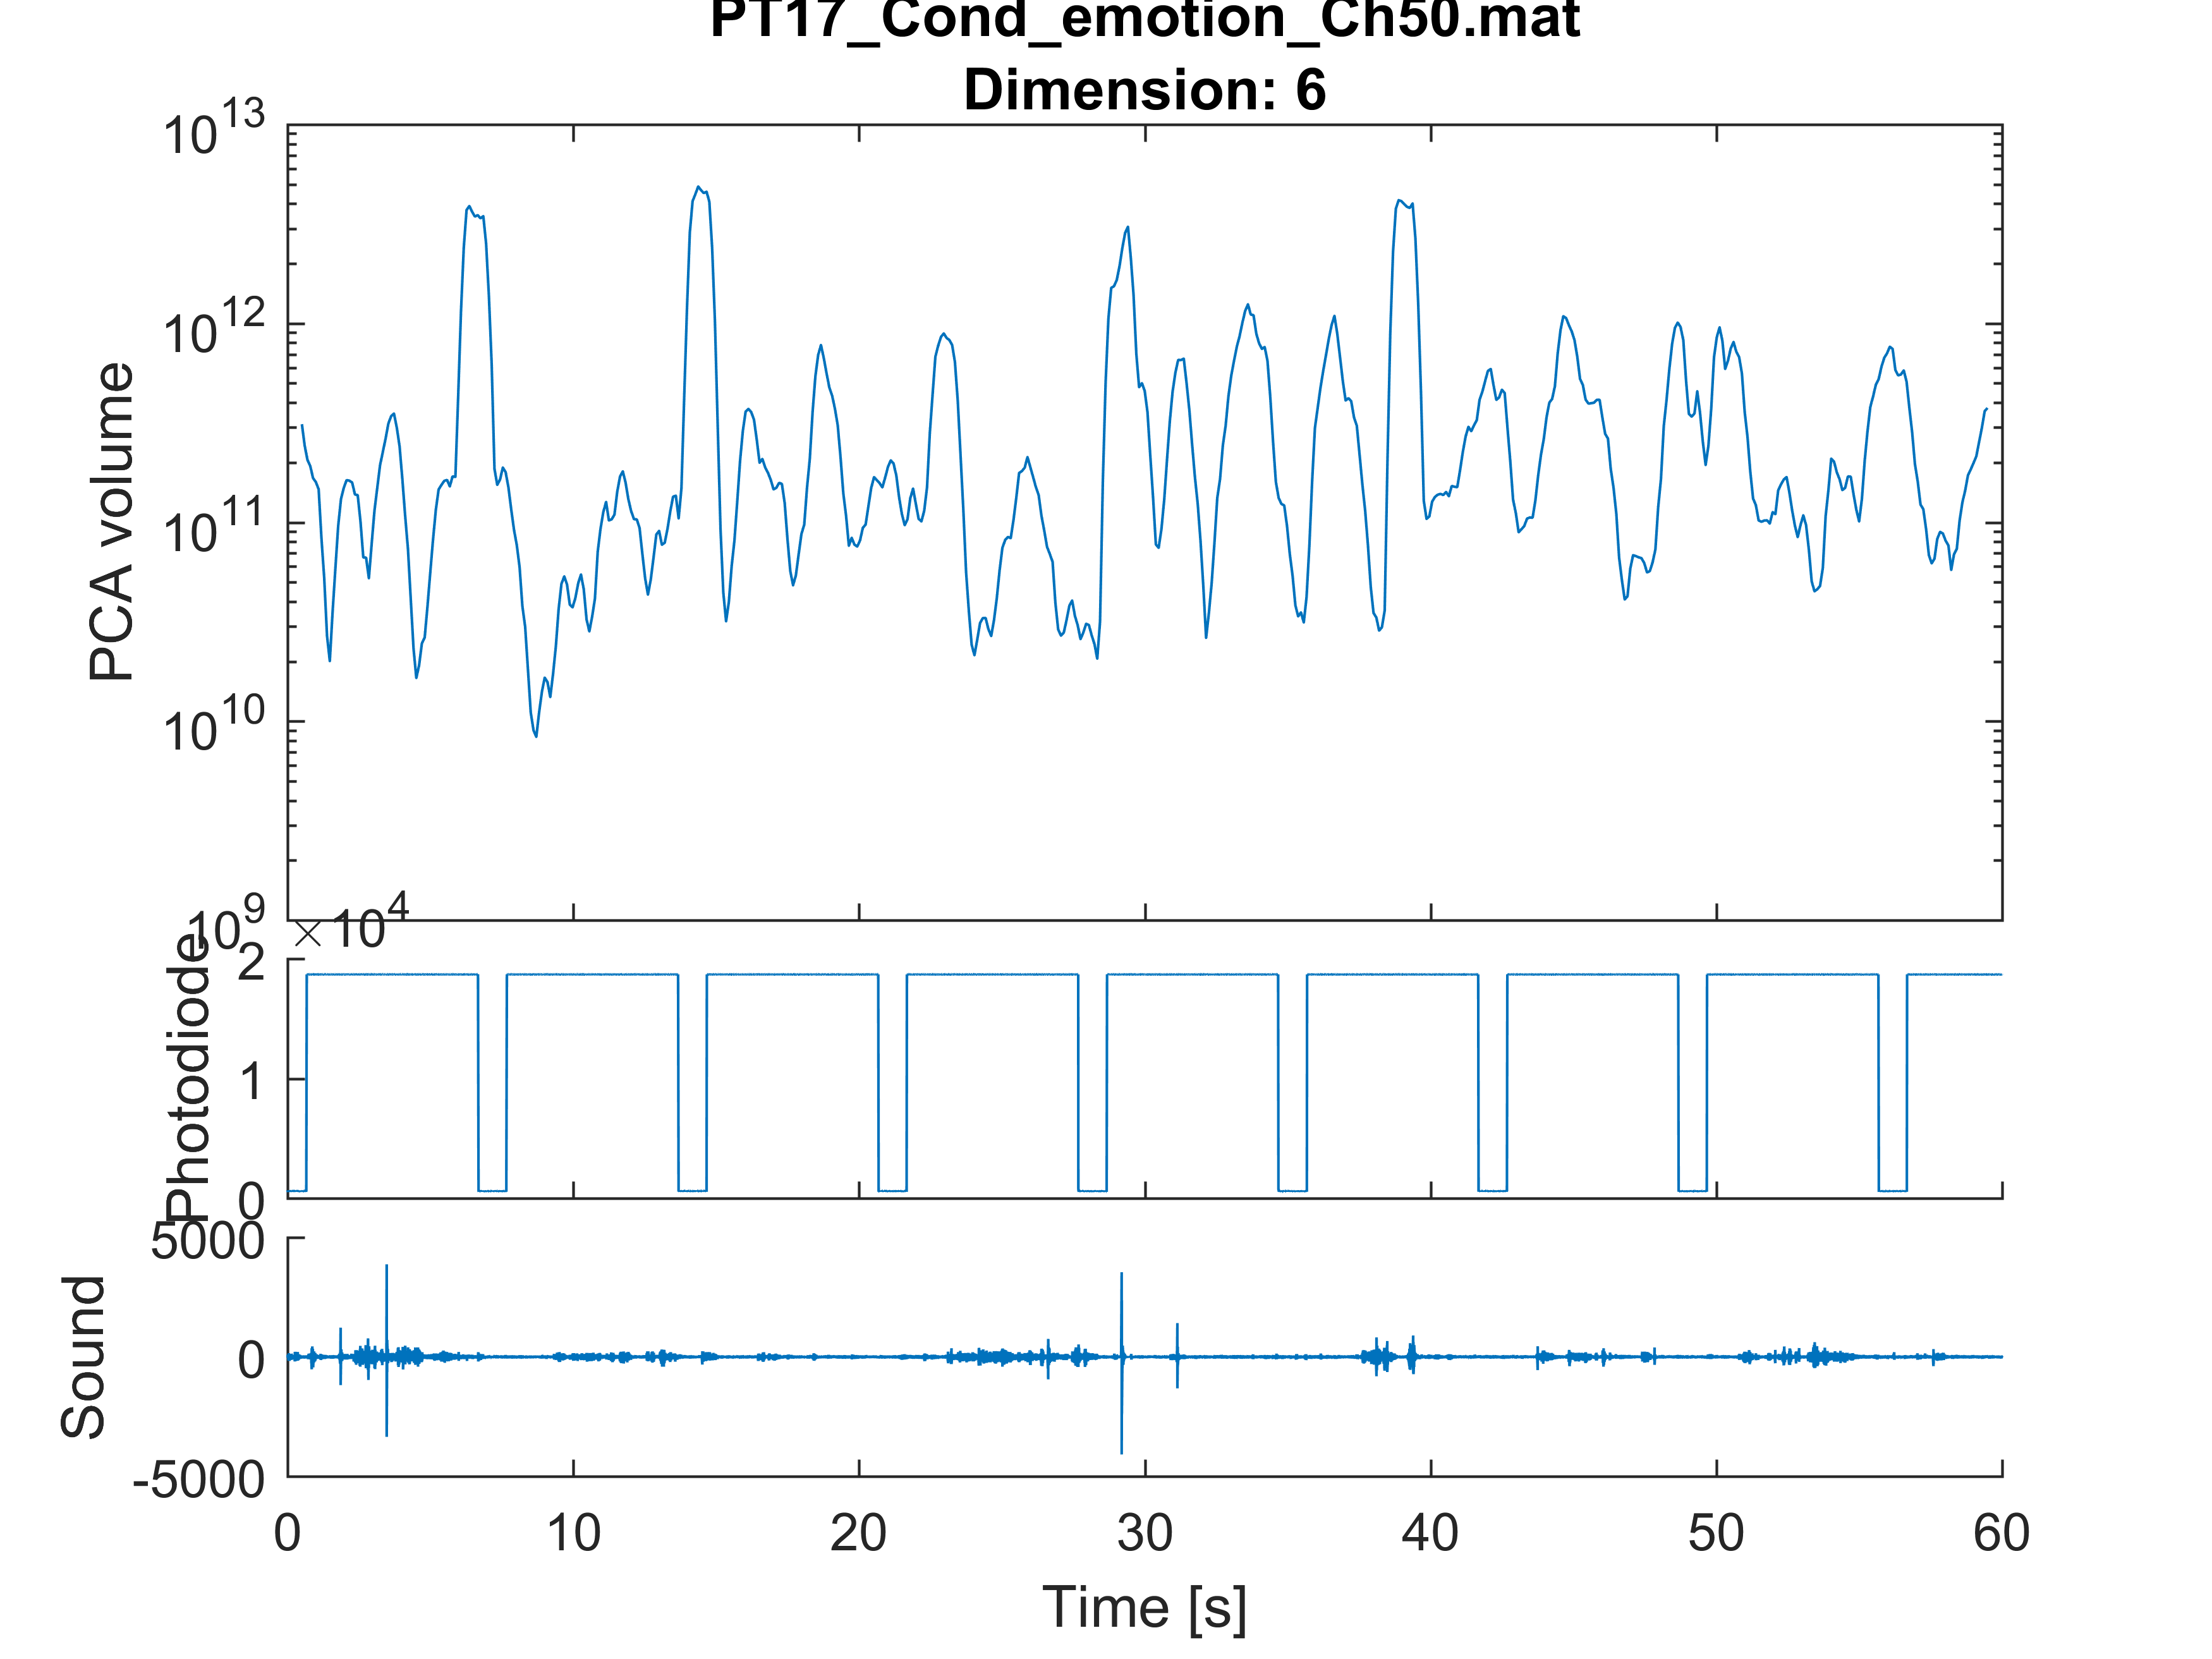 PT17_Cond_emotion_Ch50.mat
Dimension: 6
10^13
10^12
10^11
10^10
10^9
PCA volume
× 10^4
2
1
0
Photodiode
5000
0
-5000
Sound
0 10 20 30 40 50 60
Time [s]